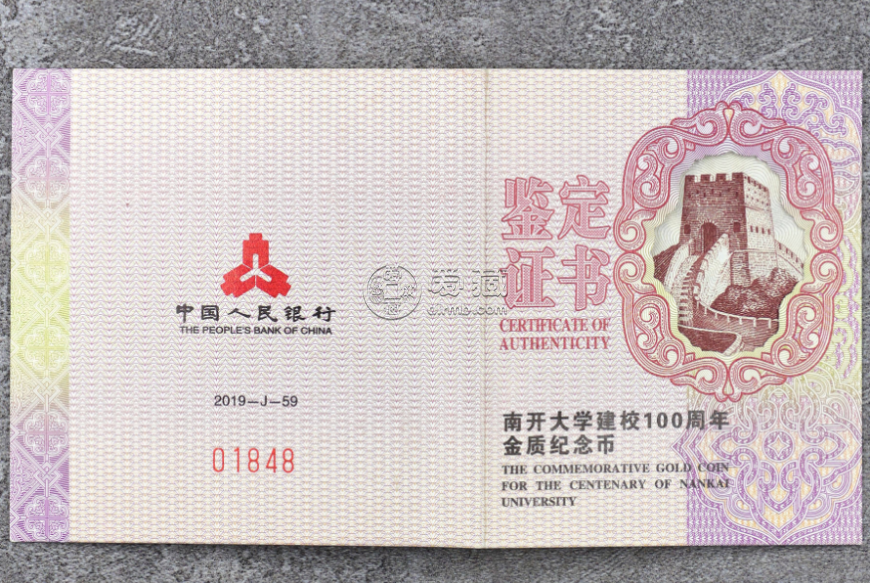 中国人民银行
THE PEOPLE'S BANK OF CHINA
2019-J-59
01848
鉴定
证书
CERTIFICATE OF
AUTHENTICITY
南开大学建校100周年
金质纪念币
THE COMMEMORATIVE GOLD COIN
FOR THE CENTENARY OF NANKAI
UNIVERSITY